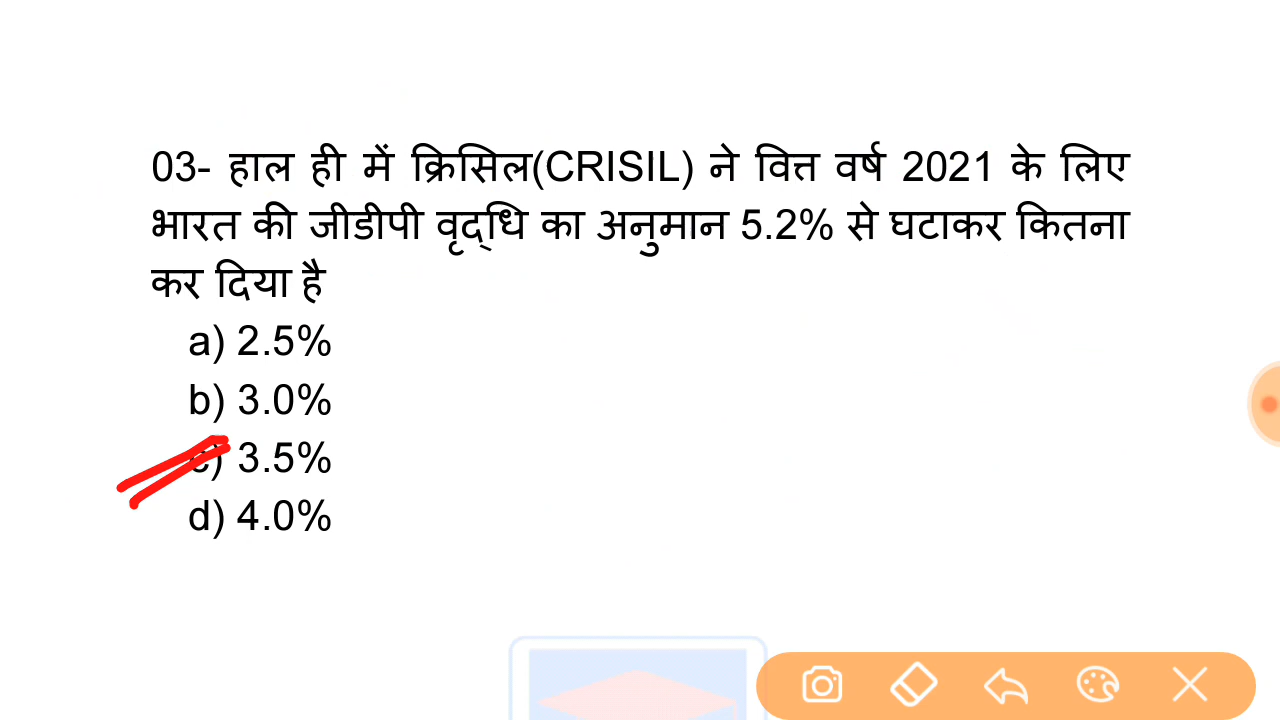 03- हाल ही में क्रिसिल(CRISIL) ने वित्त वर्ष 2021 के लिए
भारत की जीडीपी वृद्धि का अनुमान 5.2% से घटाकर कितना
कर दिया है
a) 2.5%
b) 3.0%
c) 3.5%
d) 4.0%